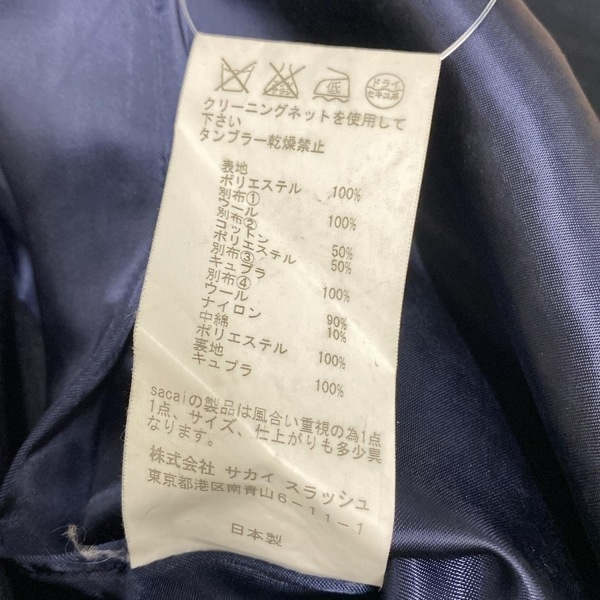 低
ドライ
セキユ系
クリーニングネットを使用して
下さい
タンブラー乾燥禁止
表地
ポリエステル 100%
別布①
ウール 100%
別布②
コットン 50%
ポリエステル 50%
別布③
キュプラ 100%
別布④
ウール 90%
ナイロン 10%
中綿
ポリエステル 100%
裏地
キュプラ 100%
sacaiの製品は風合い重視の為1点
1点、サイズ、仕上がりも多少異
なります。
株式会社 サカイ スラッシュ
東京都港区南青山6-11-1
日本製